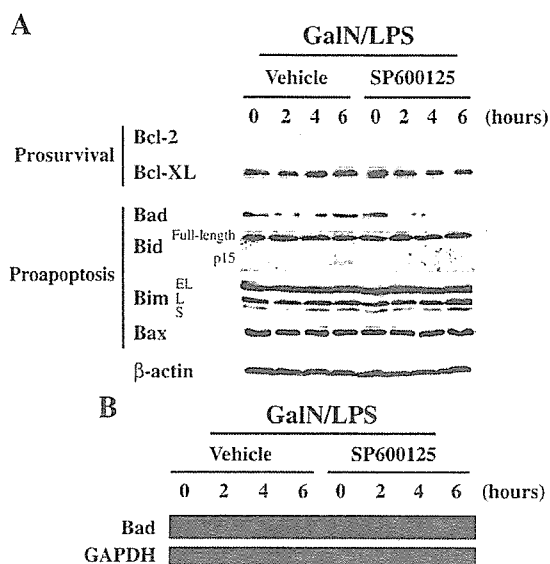 A
GalN/LPS
Vehicle SP600125
0 2 4 6 0 2 4 6 (hours)
Prosurvival
Bcl-2
Bcl-XL
Proapoptosis
Bad
Bid Full-length
p15
Bim EL
L
S
Bax
β-actin
B
GalN/LPS
Vehicle SP600125
0 2 4 6 0 2 4 6 (hours)
Bad
GAPDH